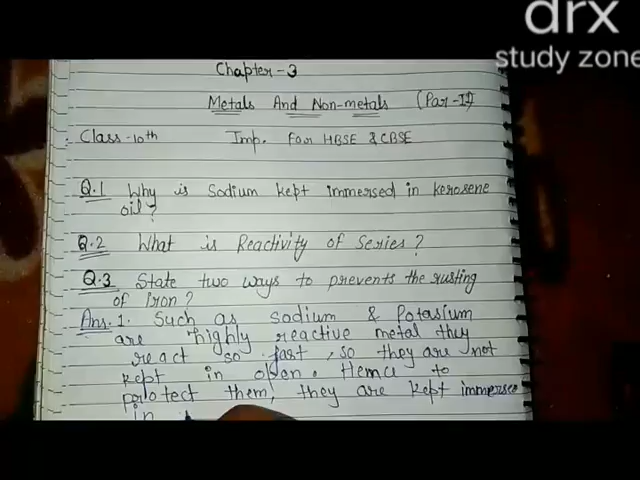 drx
study zone
Chapter-3
Metals And Non-metals (Par-II)
Class-10th Imp. For HBSE & CBSE
Q.1 Why is Sodium kept immersed in kerosene
oil?
Q.2 What is Reactivity of Series?
Q.3 State two ways to prevents the rusting
of Iron?
Ans.1. Such as Sodium & Potasium
are highly reactive metal they
react so fast, so they are not
kept in open. Hence to
protect them, they are kept immerse
in